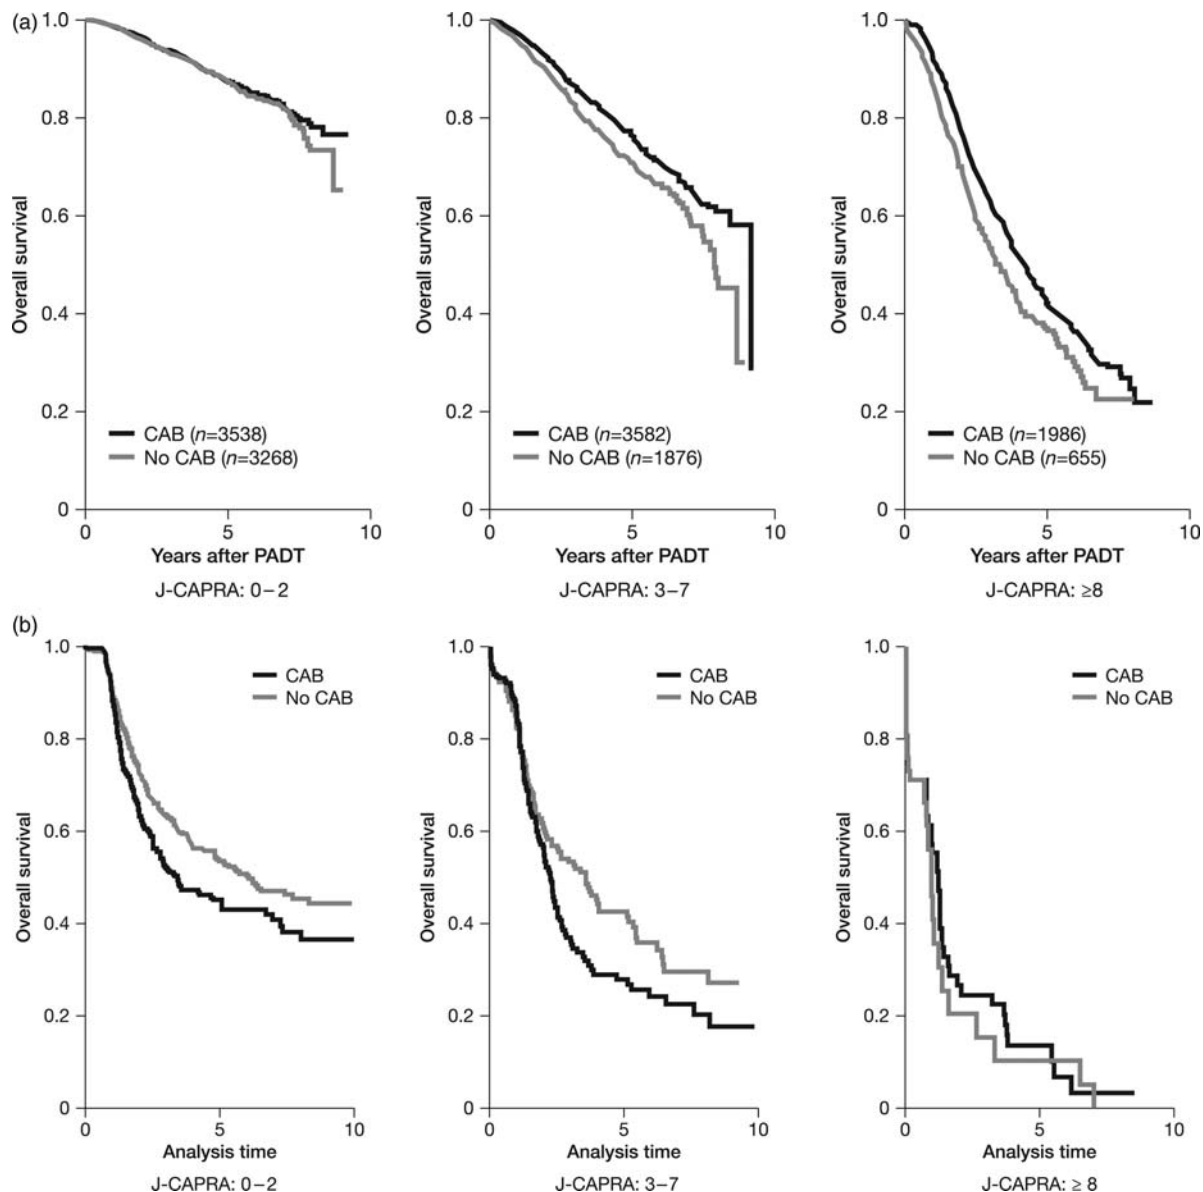 (a)
1.0
0.8
0.6
0.4
0.2
0
Overall survival
CAB (n=3538)
No CAB (n=3268)
0 5 10
Years after PADT
J-CAPRA: 0–2
1.0
0.8
0.6
0.4
0.2
0
Overall survival
CAB (n=3582)
No CAB (n=1876)
0 5 10
Years after PADT
J-CAPRA: 3–7
1.0
0.8
0.6
0.4
0.2
0
Overall survival
CAB (n=1986)
No CAB (n=655)
0 5 10
Years after PADT
J-CAPRA: ≥8
(b)
1.0
0.8
0.6
0.4
0.2
0
Overall survival
CAB
No CAB
0 5 10
Analysis time
J-CAPRA: 0–2
1.0
0.8
0.6
0.4
0.2
0
Overall survival
CAB
No CAB
0 5 10
Analysis time
J-CAPRA: 3–7
1.0
0.8
0.6
0.4
0.2
0
Overall survival
CAB
No CAB
0 5 10
Analysis time
J-CAPRA: ≥ 8